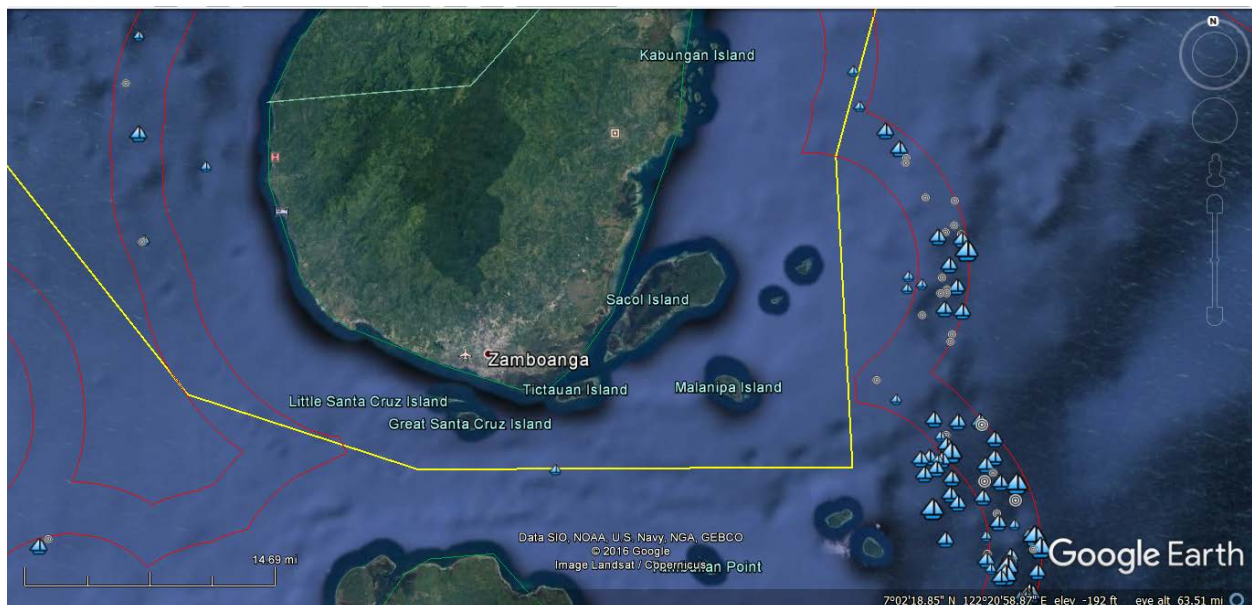 N
Kabungan Island
H
Sacol Island
Zamboanga
Tictauan Island
Malanipa Island
Little Santa Cruz Island
Great Santa Cruz Island
Data SIO, NOAA, U.S. Navy, NGA, GEBCO
© 2016 Google
Image Landsat / Copernicus
Point
14.69 mi
Google Earth
7°02'18.85" N 122°20'58.87" E elev -192 ft eye alt 63.51 mi